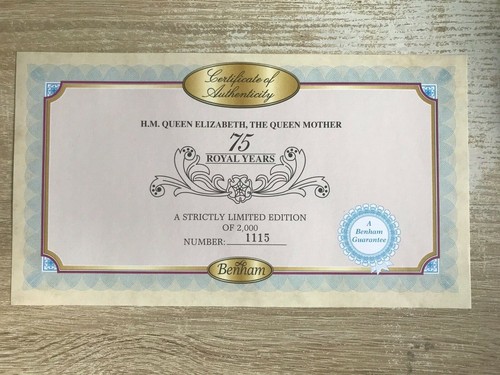 Certificate of
Authenticity
H.M. QUEEN ELIZABETH, THE QUEEN MOTHER
75
ROYAL YEARS
A STRICTLY LIMITED EDITION
OF 2,000
NUMBER: 1115
A
Benham
Guarantee
Benham